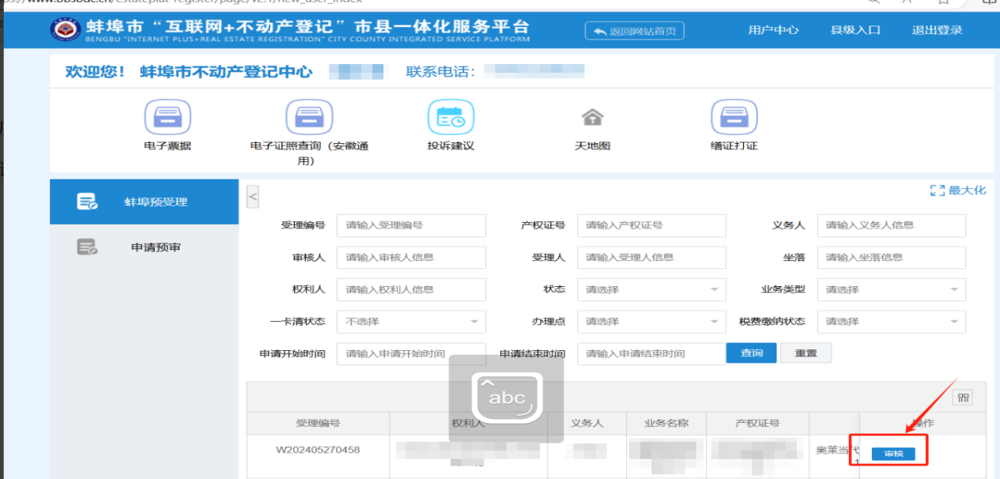 www.bbsbdc.cn/estateplat-register/page/v2.1/new_user_index
蚌埠市“互联网+不动产登记”市县一体化服务平台
BENGBU "INTERNET PLUS+REAL ESTATE REGISTRATION" CITY COUNTY INTEGRATED SERVICE PLATFORM
返回网站首页
用户中心 县级入口 退出登录
欢迎您! 蚌埠市不动产登记中心 联系电话:
电子票据 电子证照查询(安徽通 投诉建议 天地图 缮证打证
用)
蚌埠预受理
申请预审
<
最大化
受理编号 请输入受理编号 产权证号 请输入产权证号 义务人 请输入义务人信息
审核人 请输入审核人信息 受理人 请输入受理人信息 坐落 请输入坐落信息
权利人 请输入权利人信息 状态 请选择 业务类型 请选择
一卡清状态 不选择 办理点 请选择 税费缴纳状态 请选择
申请开始时间 请输入申请开始时间 申请结束时间 请输入申请结束时间 查询 重置
abc
受理编号 权利人 义务人 业务名称 产权证号 操作
W202405270458 奥莱当代 审核
1